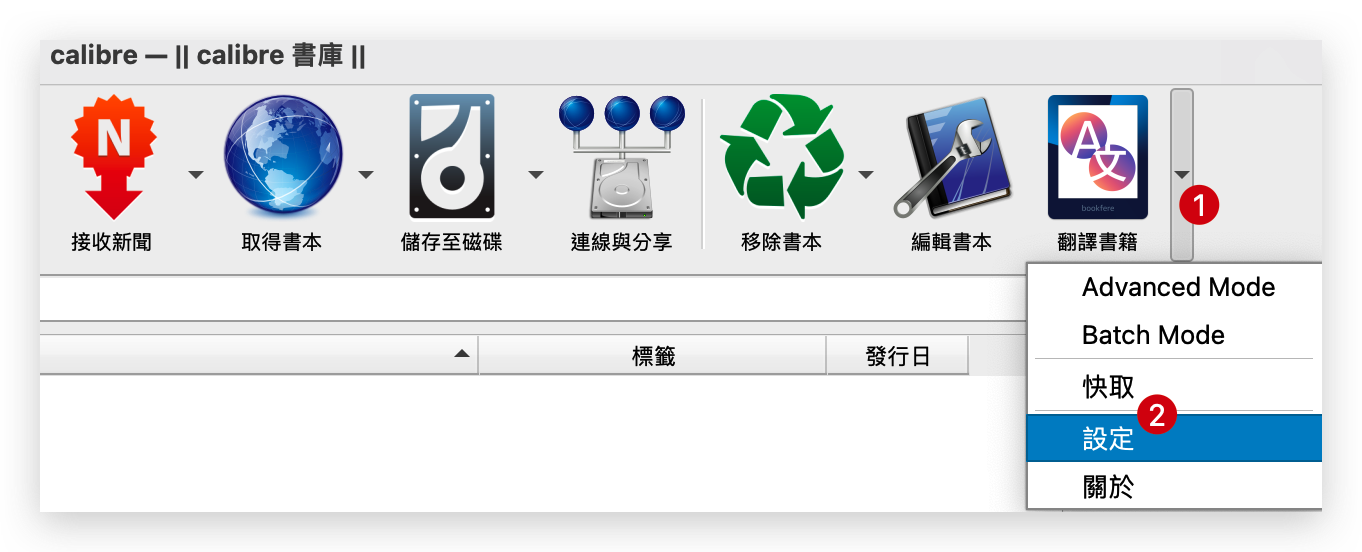 calibre — || calibre 書庫 ||
N
A
文
bookfere
1
接收新聞
取得書本
儲存至磁碟
連線與分享
移除書本
編輯書本
翻譯書籍
Advanced Mode
Batch Mode
標籤
發行日
快取
2
設定
關於